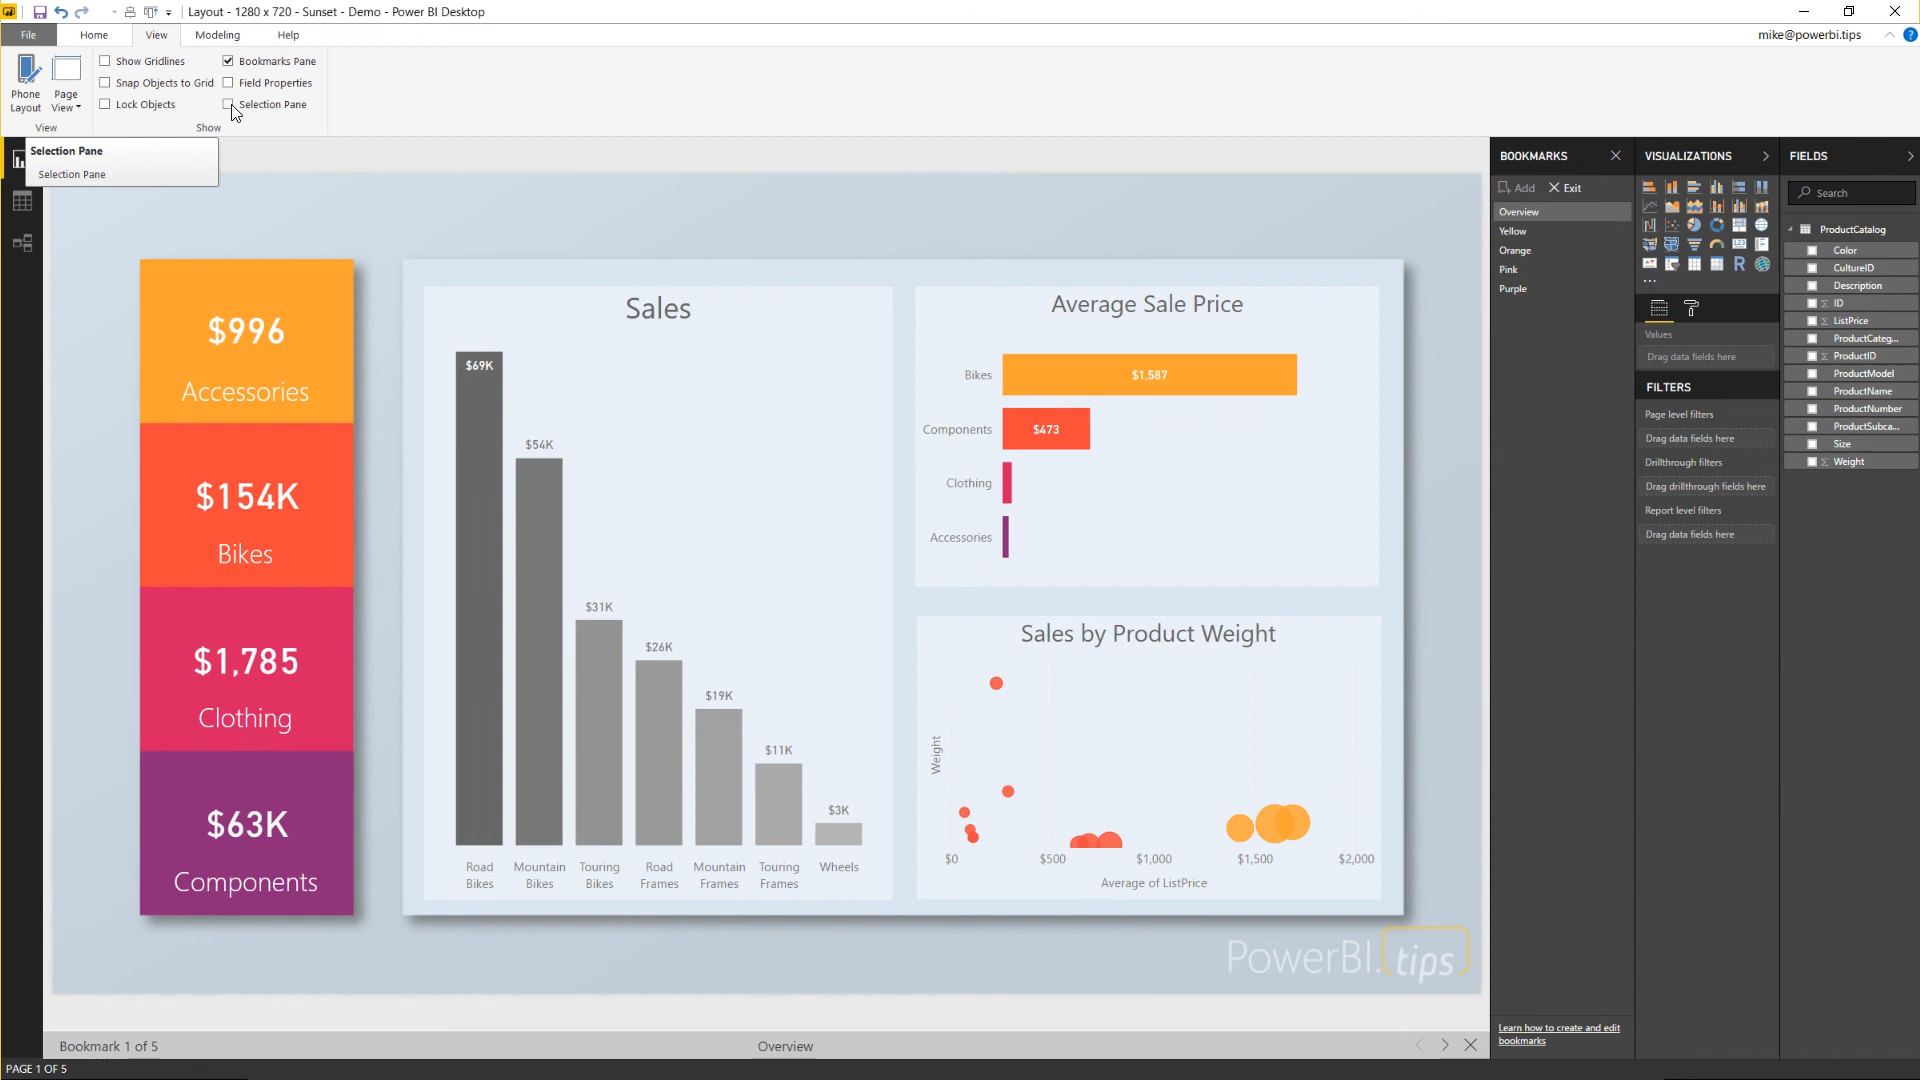 Layout - 1280 x 720 - Sunset - Demo - Power BI Desktop
File
Home
View
Modeling
Help
mike@powerbi.tips
Phone Layout
Page View
View
Show Gridlines
Snap Objects to Grid
Lock Objects
Bookmarks Pane
Field Properties
Selection Pane
Show
Selection Pane
Selection Pane
$996
Accessories
$154K
Bikes
$1,785
Clothing
$63K
Components
Sales
$69K
$54K
$31K
$26K
$19K
$11K
$3K
Road Bikes
Mountain Bikes
Touring Bikes
Road Frames
Mountain Frames
Touring Frames
Wheels
Average Sale Price
Bikes
$1,587
Components
$473
Clothing
Accessories
Sales by Product Weight
Weight
$0
$500
$1,000
$1,500
$2,000
Average of ListPrice
PowerBI.tips
BOOKMARKS
Add
Exit
Overview
Yellow
Orange
Pink
Purple
Learn how to create and edit
bookmarks
VISUALIZATIONS
123
R
Values
Drag data fields here
FILTERS
Page level filters
Drag data fields here
Drillthrough filters
Drag drillthrough fields here
Report level filters
Drag data fields here
FIELDS
Search
ProductCatalog
Color
CultureID
Description
Σ ID
Σ ListPrice
ProductCateg...
Σ ProductID
ProductModel
ProductName
ProductNumber
ProductSubca...
Size
Σ Weight
Bookmark 1 of 5
Overview
PAGE 1 OF 5